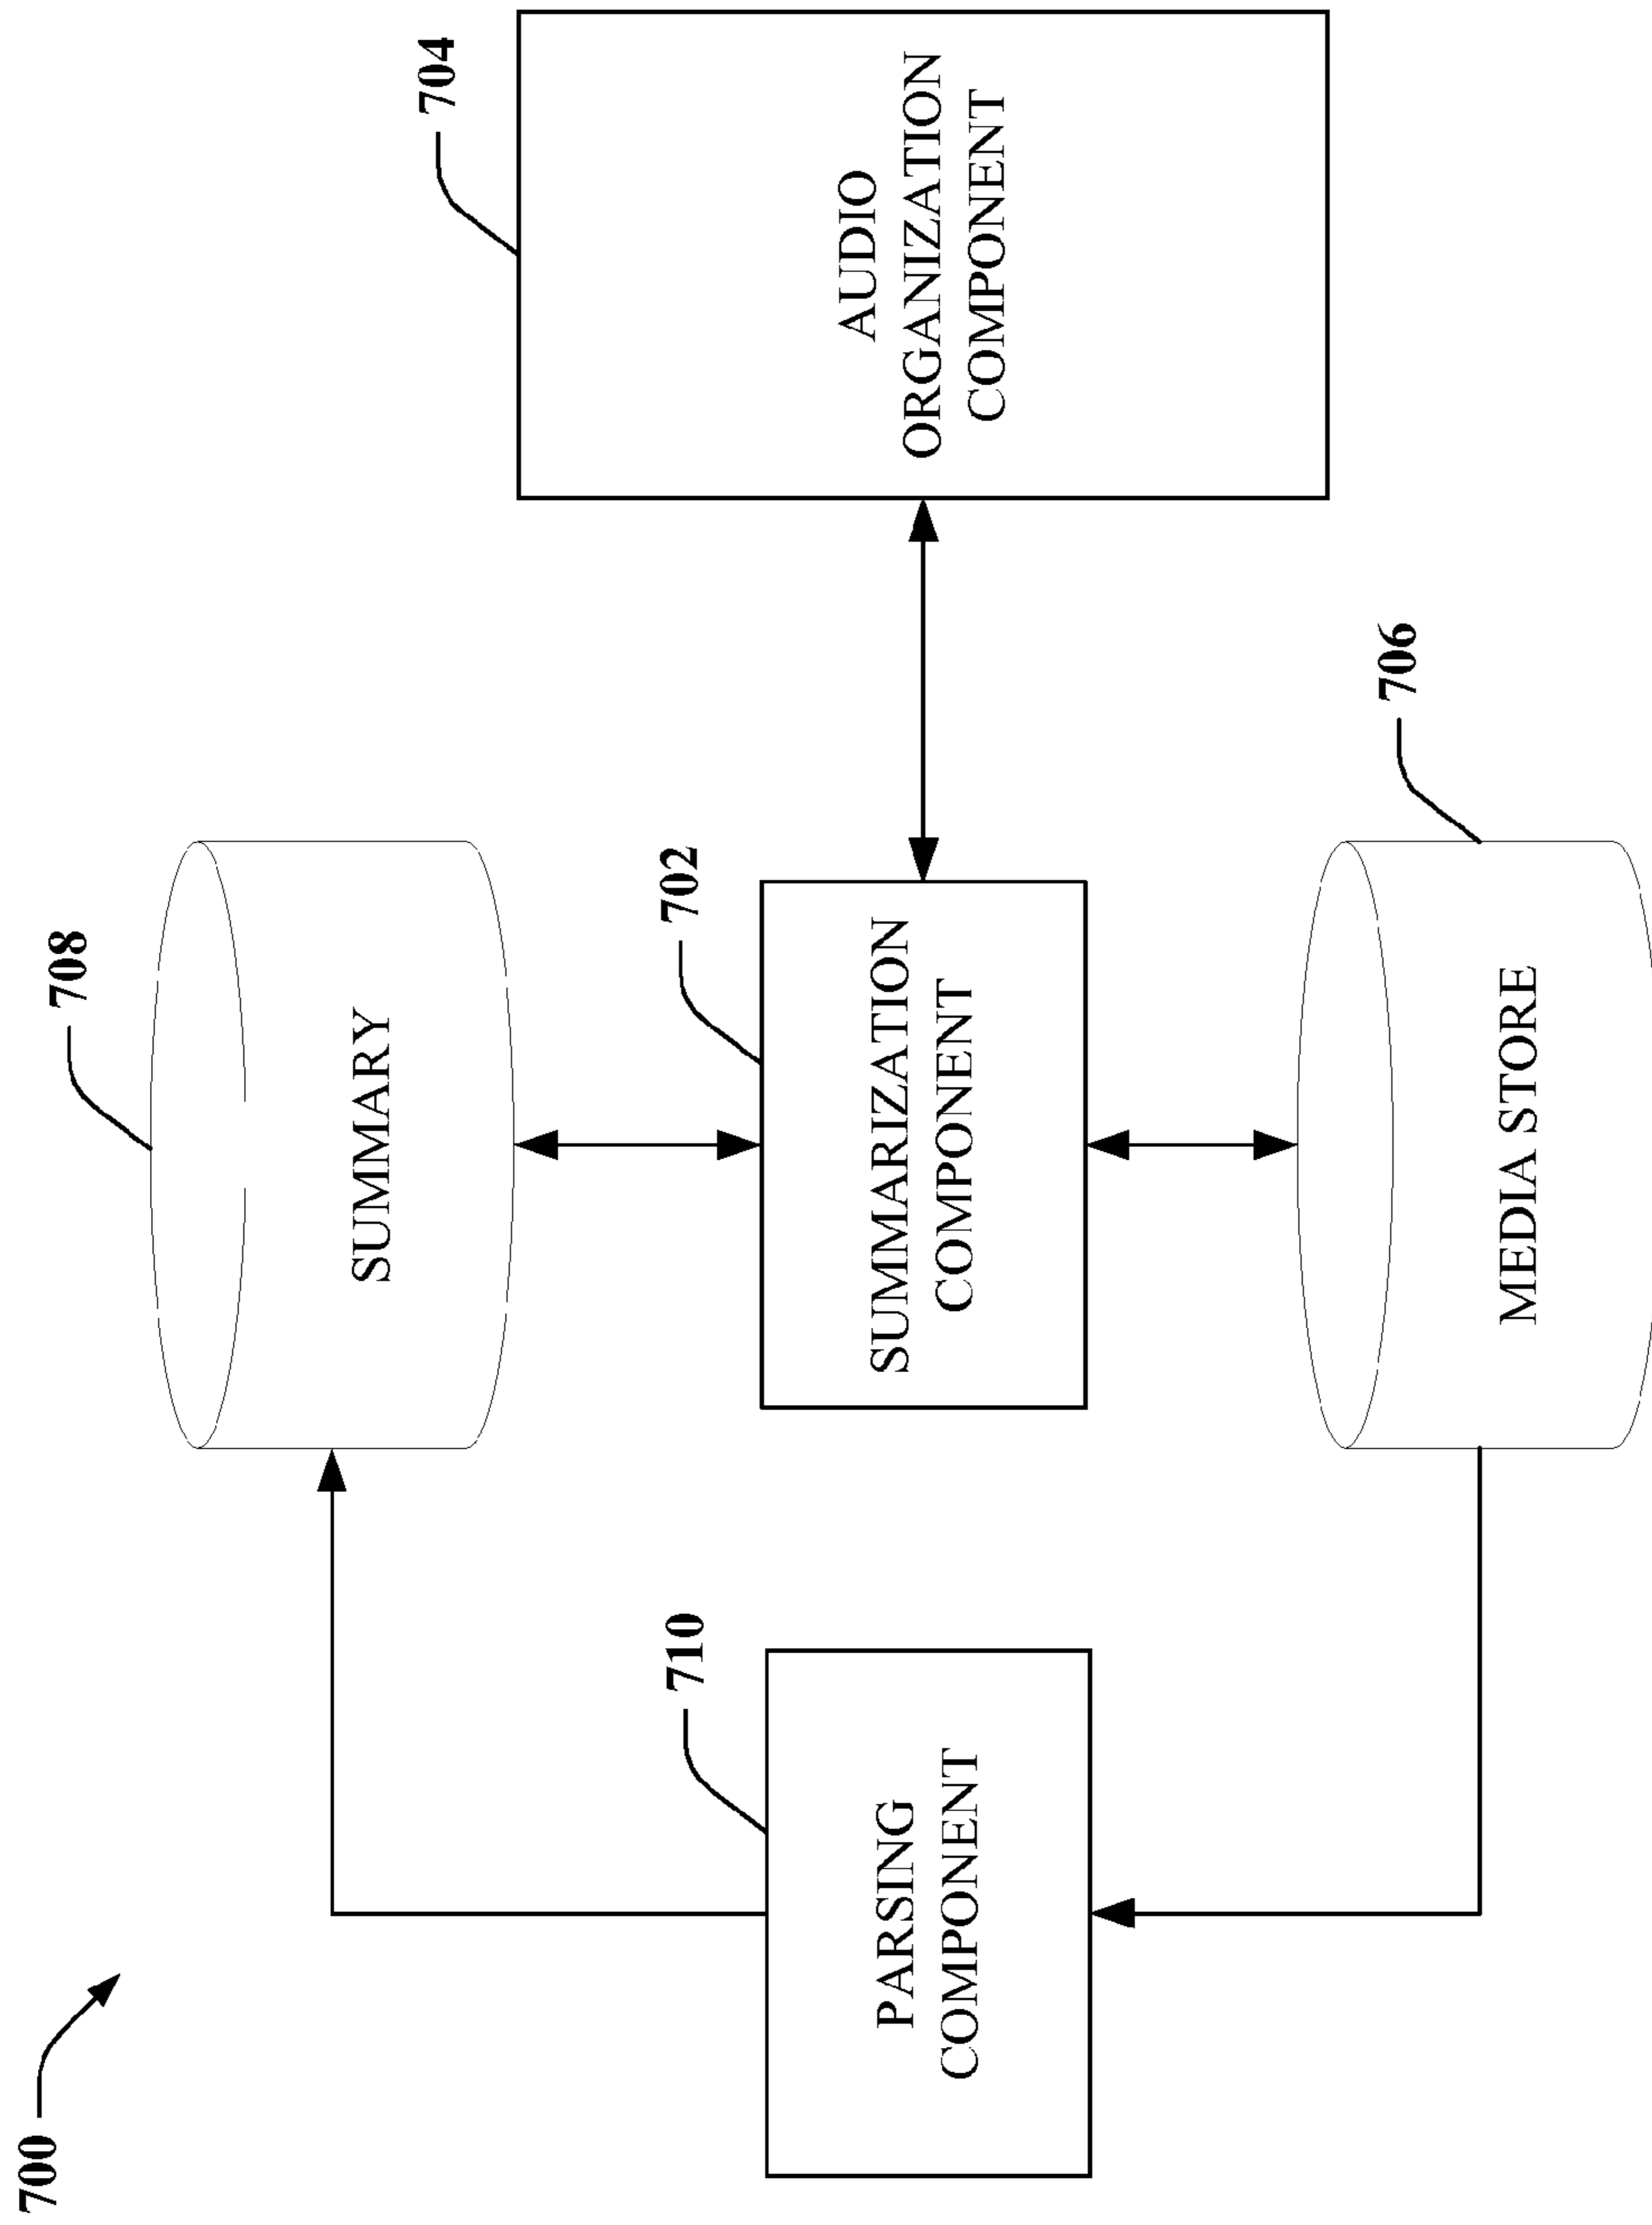 700
708
SUMMARY
710
PARSING
COMPONENT
702
SUMMARIZATION
COMPONENT
704
AUDIO
ORGANIZATION
COMPONENT
706
MEDIA STORE